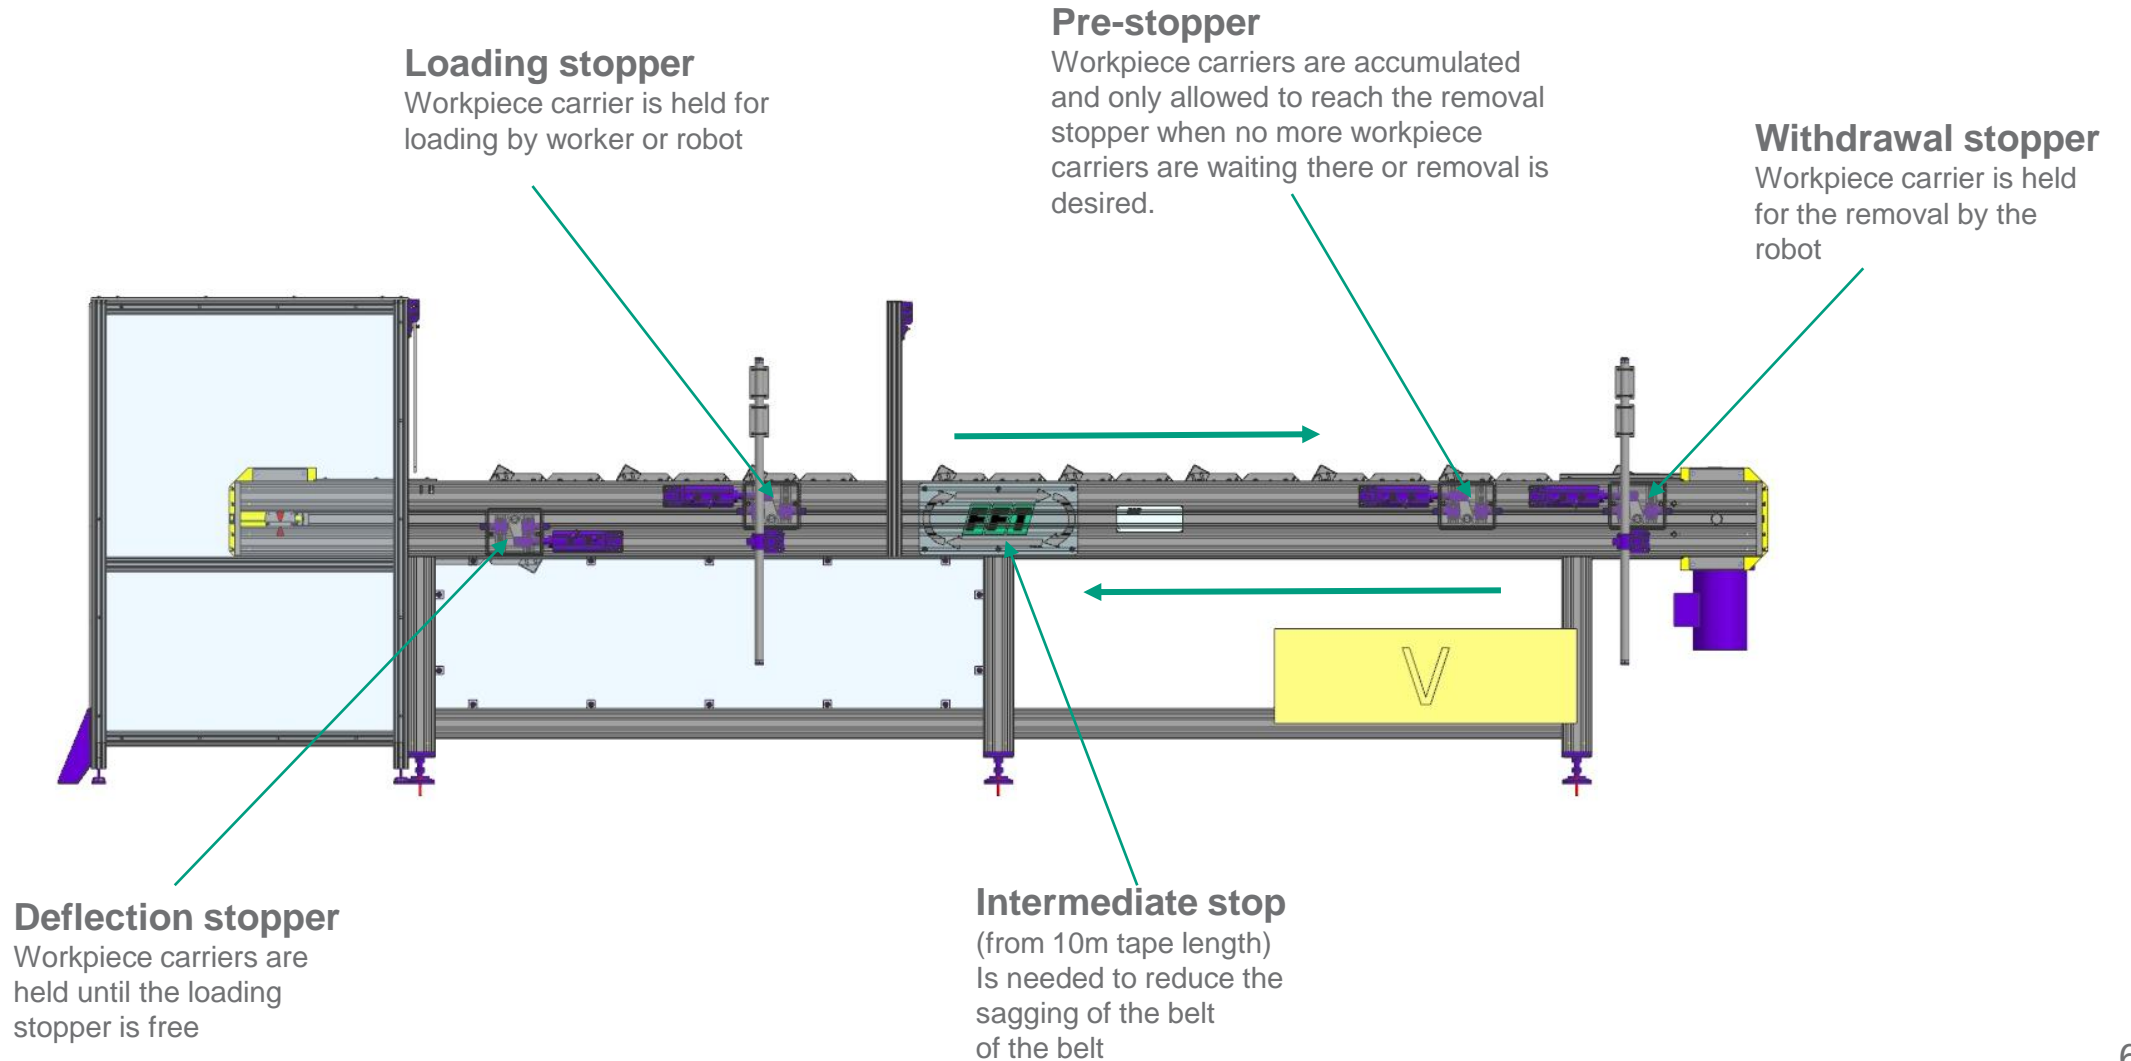 Pre-stopper
Workpiece carriers are accumulated
and only allowed to reach the removal
stopper when no more workpiece
carriers are waiting there or removal is
desired.
Loading stopper
Workpiece carrier is held for
loading by worker or robot
Withdrawal stopper
Workpiece carrier is held
for the removal by the
robot
FFT
V
Deflection stopper
Workpiece carriers are
held until the loading
stopper is free
Intermediate stop
(from 10m tape length)
Is needed to reduce the
sagging of the belt
of the belt
6